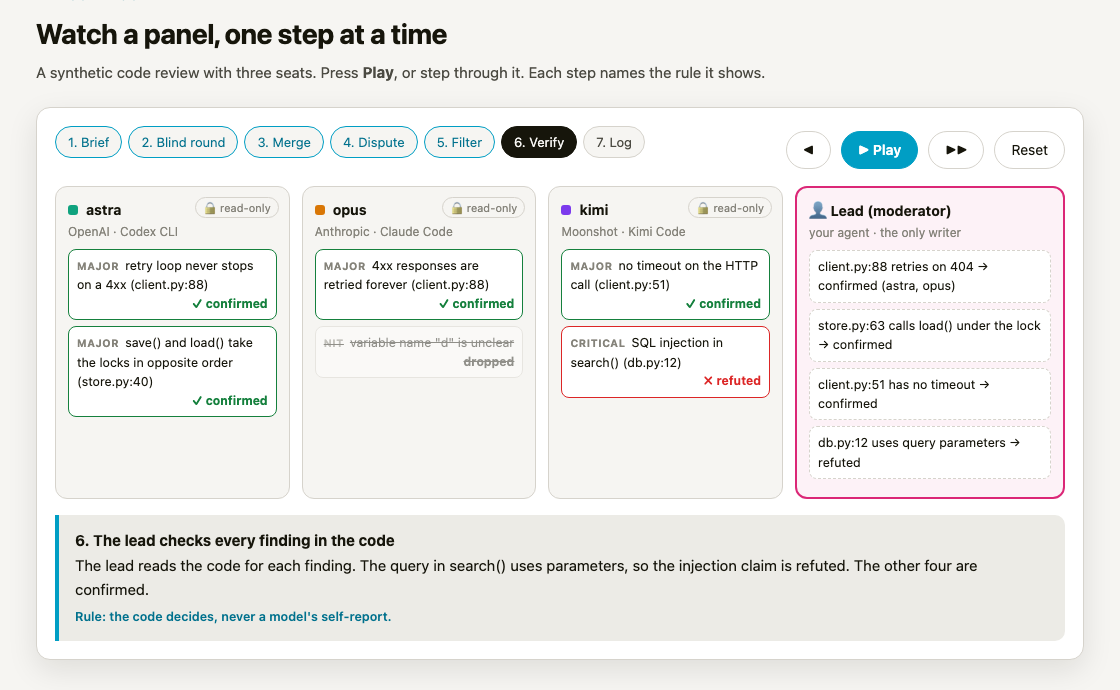 Watch a panel, one step at a time
A synthetic code review with three seats. Press Play, or step through it. Each step names the rule it shows.
1. Brief
2. Blind round
3. Merge
4. Dispute
5. Filter
6. Verify
7. Log
◀
▶ Play
▶▶
Reset
astra
read-only
OpenAI · Codex CLI
MAJOR retry loop never stops
on a 4xx (client.py:88)
✓ confirmed
MAJOR save() and load() take
the locks in opposite order
(store.py:40)
✓ confirmed
opus
read-only
Anthropic · Claude Code
MAJOR 4xx responses are
retried forever (client.py:88)
✓ confirmed
NIT variable name "d" is unclear
dropped
kimi
read-only
Moonshot · Kimi Code
MAJOR no timeout on the HTTP
call (client.py:51)
✓ confirmed
CRITICAL SQL injection in
search() (db.py:12)
✕ refuted
Lead (moderator)
your agent · the only writer
client.py:88 retries on 404 →
confirmed (astra, opus)
store.py:63 calls load() under the lock
→ confirmed
client.py:51 has no timeout →
confirmed
db.py:12 uses query parameters →
refuted
6. The lead checks every finding in the code
The lead reads the code for each finding. The query in search() uses parameters, so the injection claim is refuted. The other four are
confirmed.
Rule: the code decides, never a model's self-report.